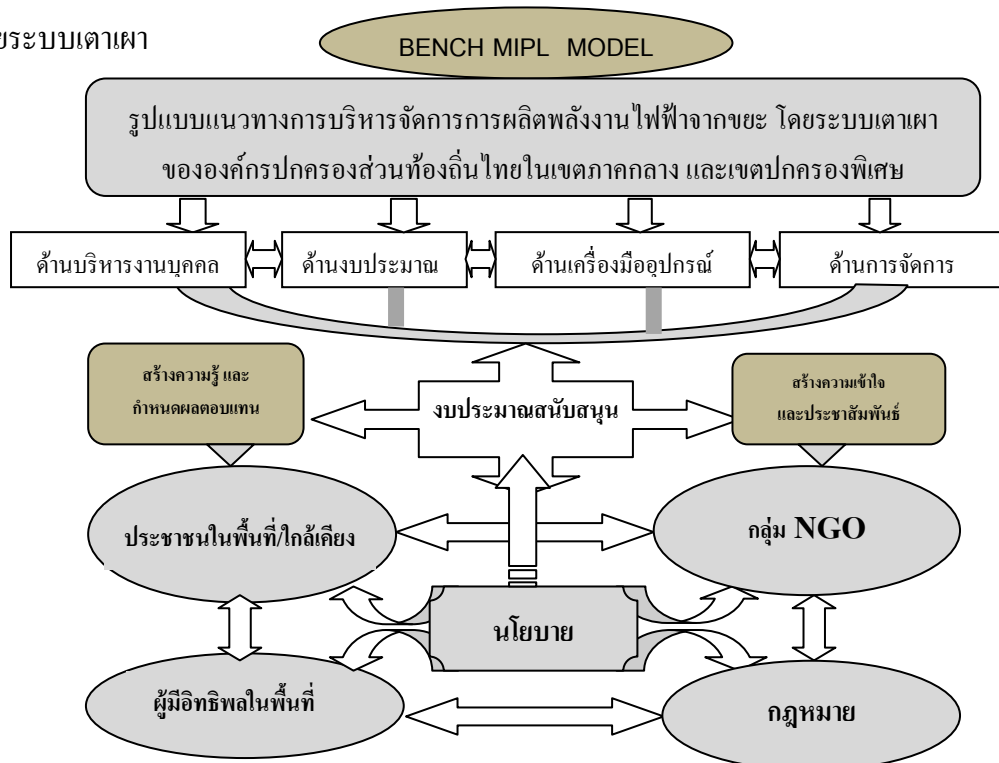 ยระบบเตาเผา
BENCH MIPL MODEL
รูปแบบแนวทางการบริหารจัดการการผลิตพลังงานไฟฟ้าจากขยะ โดยระบบเตาเผา
ขององค์กรปกครองส่วนท้องถิ่นไทยในเขตภาคกลาง และเขตปกครองพิเศษ
ด้านบริหารงานบุคคล
ด้านงบประมาณ
ด้านเครื่องมืออุปกรณ์
ด้านการจัดการ
สร้างความรู้ และ
กำหนดผลตอบแทน
งบประมาณสนับสนุน
สร้างความเข้าใจ
และประชาสัมพันธ์
ประชาชนในพื้นที่/ใกล้เคียง
กลุ่ม NGO
นโยบาย
ผู้มีอิทธิพลในพื้นที่
กฎหมาย